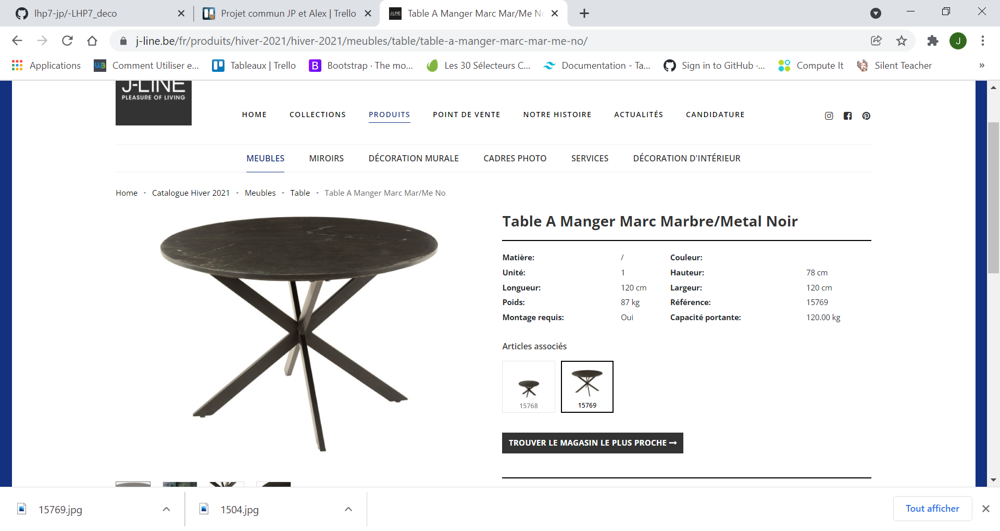 lhp7-jp/-LHP7_deco
Projet commun JP et Alex | Trello
Table A Manger Marc Mar/Me No
j-line.be/fr/produits/hiver-2021/hiver-2021/meubles/table/table-a-manger-marc-mar-me-no/
J
Applications
Comment Utiliser e...
Tableaux | Trello
Bootstrap · The mo...
Les 30 Sélecteurs C...
Documentation - Ta...
Sign in to GitHub ·...
Compute It
Silent Teacher
»
J-LINE
PLEASURE OF LIVING
HOME
COLLECTIONS
PRODUITS
POINT DE VENTE
NOTRE HISTOIRE
ACTUALITÉS
CANDIDATURE
MEUBLES
MIROIRS
DÉCORATION MURALE
CADRES PHOTO
SERVICES
DÉCORATION D'INTÉRIEUR
Home - Catalogue Hiver 2021 - Meubles - Table - Table A Manger Marc Mar/Me No
Table A Manger Marc Marbre/Metal Noir
Matière: / Couleur:
Unité: 1 Hauteur: 78 cm
Longueur: 120 cm Largeur: 120 cm
Poids: 87 kg Référence: 15769
Montage requis: Oui Capacité portante: 120.00 kg
Articles associés
15768
15769
TROUVER LE MAGASIN LE PLUS PROCHE
15769.jpg
1504.jpg
Tout afficher